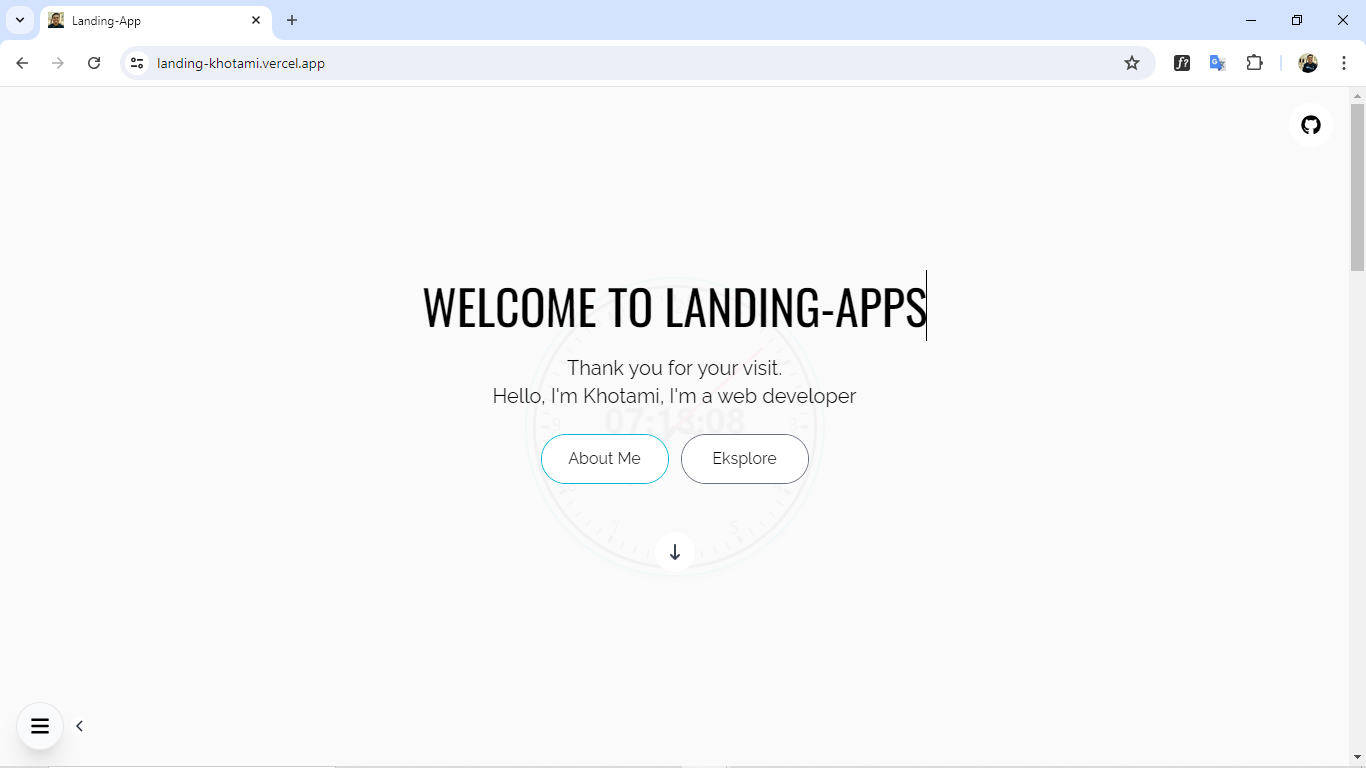 Landing-App
landing-khotami.vercel.app
WELCOME TO LANDING-APPS
Thank you for your visit.
Hello, I'm Khotami, I'm a web developer
07:18:08
About Me
Eksplore